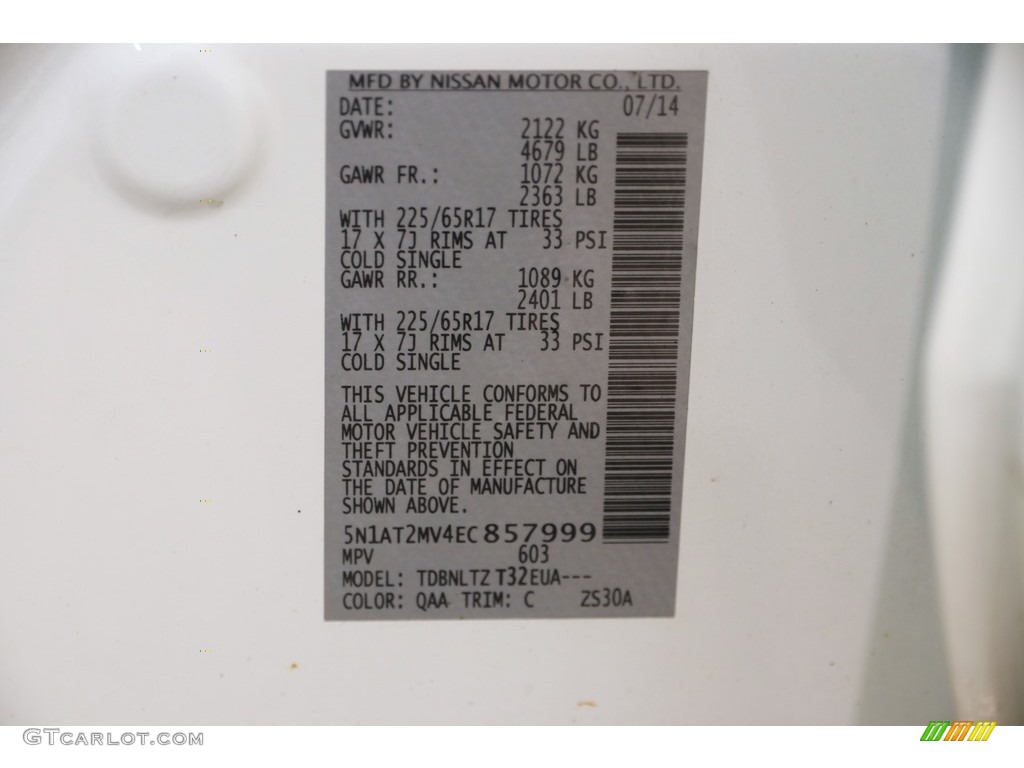 MFD BY NISSAN MOTOR CO., LTD.
DATE: 07/14
GVWR: 2122 KG
4679 LB
GAWR FR.: 1072 KG
2363 LB
WITH 225/65R17 TIRES
17 X 7J RIMS AT 33 PSI
COLD SINGLE
GAWR RR.: 1089 KG
2401 LB
WITH 225/65R17 TIRES
17 X 7J RIMS AT 33 PSI
COLD SINGLE
THIS VEHICLE CONFORMS TO
ALL APPLICABLE FEDERAL
MOTOR VEHICLE SAFETY AND
THEFT PREVENTION
STANDARDS IN EFFECT ON
THE DATE OF MANUFACTURE
SHOWN ABOVE.
5N1AT2MV4EC857999
MPV 603
MODEL: TDBNLTZ T32EUA---
COLOR: QAA TRIM: C ZS30A
GTCarLot.com